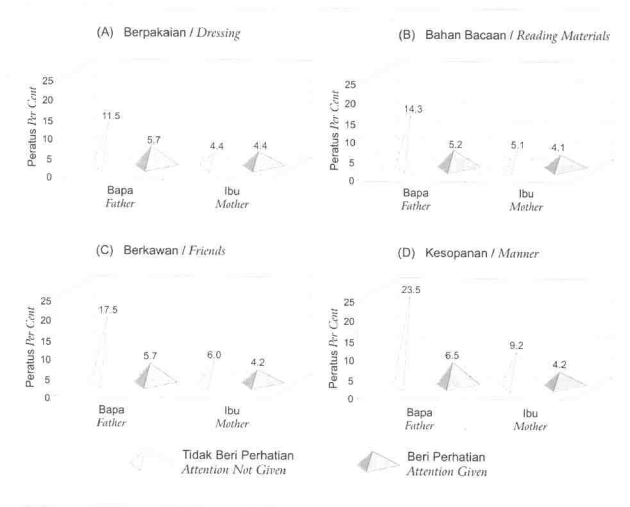 (A) Berpakaian / Dressing
Peratus Per Cent
25
20
15
10
5
0
11.5
5.7
4.4
4.4
Bapa
Father
Ibu
Mother
(B) Bahan Bacaan / Reading Materials
Peratus Per Cent
25
20
15
10
5
0
14.3
5.2
5.1
4.1
Bapa
Father
Ibu
Mother
(C) Berkawan / Friends
Peratus Per Cent
25
20
15
10
5
0
17.5
5.7
6.0
4.2
Bapa
Father
Ibu
Mother
(D) Kesopanan / Manner
Peratus Per Cent
25
20
15
10
5
0
23.5
6.5
9.2
4.2
Bapa
Father
Ibu
Mother
Tidak Beri Perhatian
Attention Not Given
Beri Perhatian
Attention Given